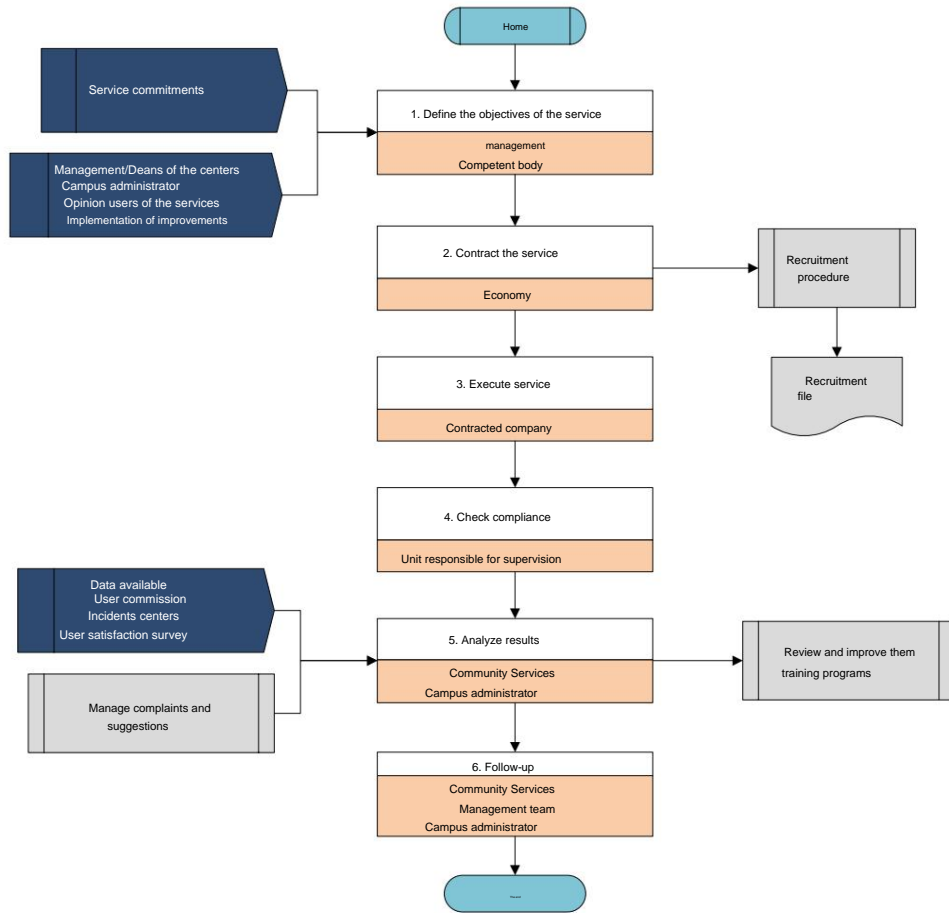 Home
Service commitments
1. Define the objectives of the service
management
Competent body
Management/Deans of the centers
Campus administrator
Opinion users of the services
Implementation of improvements
2. Contract the service
Economy
Recruitment
procedure
3. Execute service
Contracted company
Recruitment
file
4. Check compliance
Unit responsible for supervision
Data available
User commission
Incidents centers
User satisfaction survey
5. Analyze results
Community Services
Campus administrator
Review and improve them
training programs
Manage complaints and
suggestions
6. Follow-up
Community Services
Management team
Campus administrator